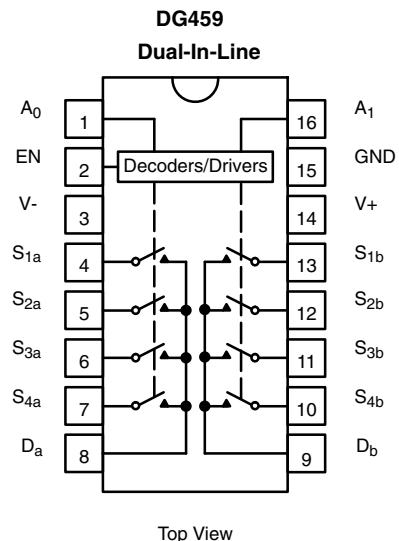 DG459
Dual-In-Line
A0 1 16 A1
EN 2 Decoders/Drivers 15 GND
V- 3 14 V+
S1a 4 13 S1b
S2a 5 12 S2b
S3a 6 11 S3b
S4a 7 10 S4b
Da 8 9 Db
Top View